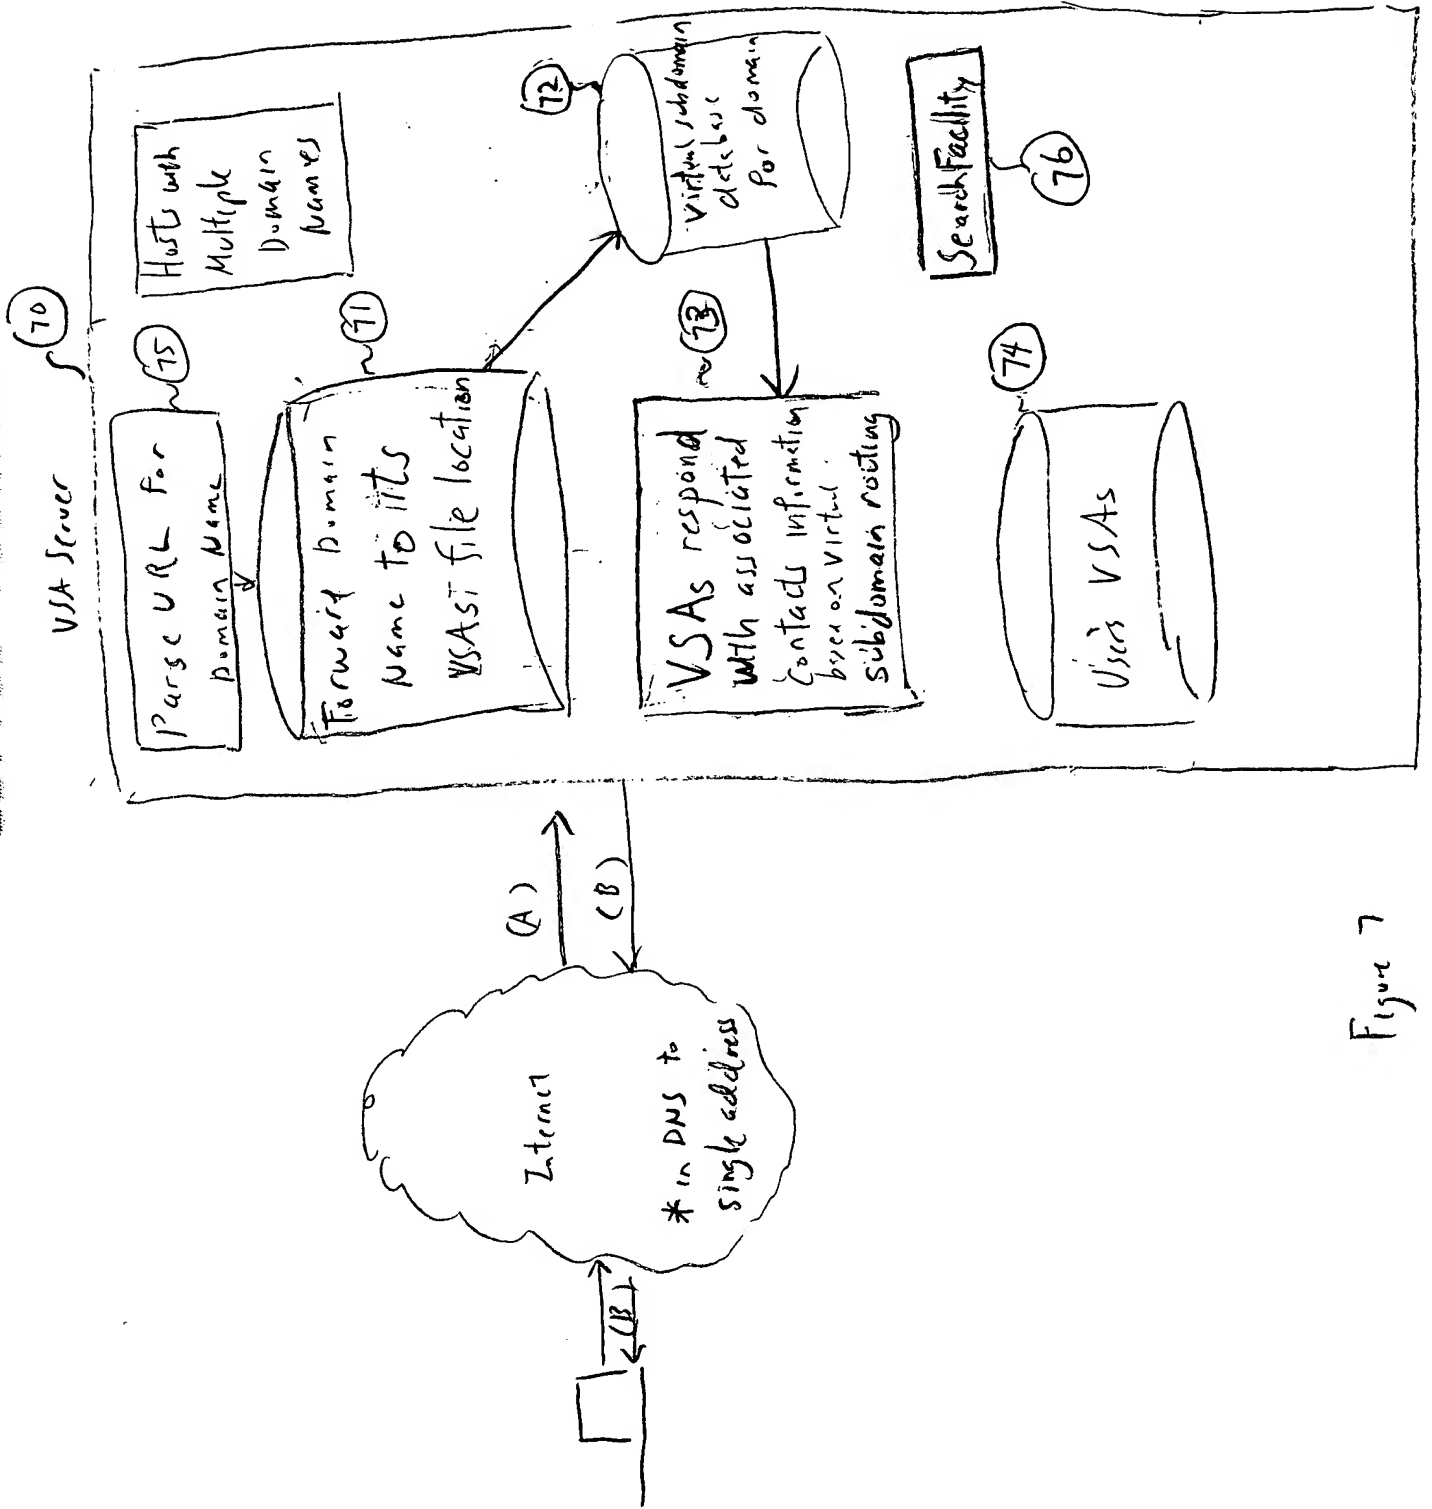 VSA Server
70
Parse URL for
Domain Name
75
Hosts with
Multiple
Domain
Names
Forward Domain
Name to iits
VSAsi file location
71
72
Virtual subdomain
database
for domain
VSAs respond
with associated
Contacts information
based on virtual
subdomain routing
73
Search Facility
76
Users VSAs
74
(A)
(B)
Internet
* in DNS to
single address
(B)
Figure 7